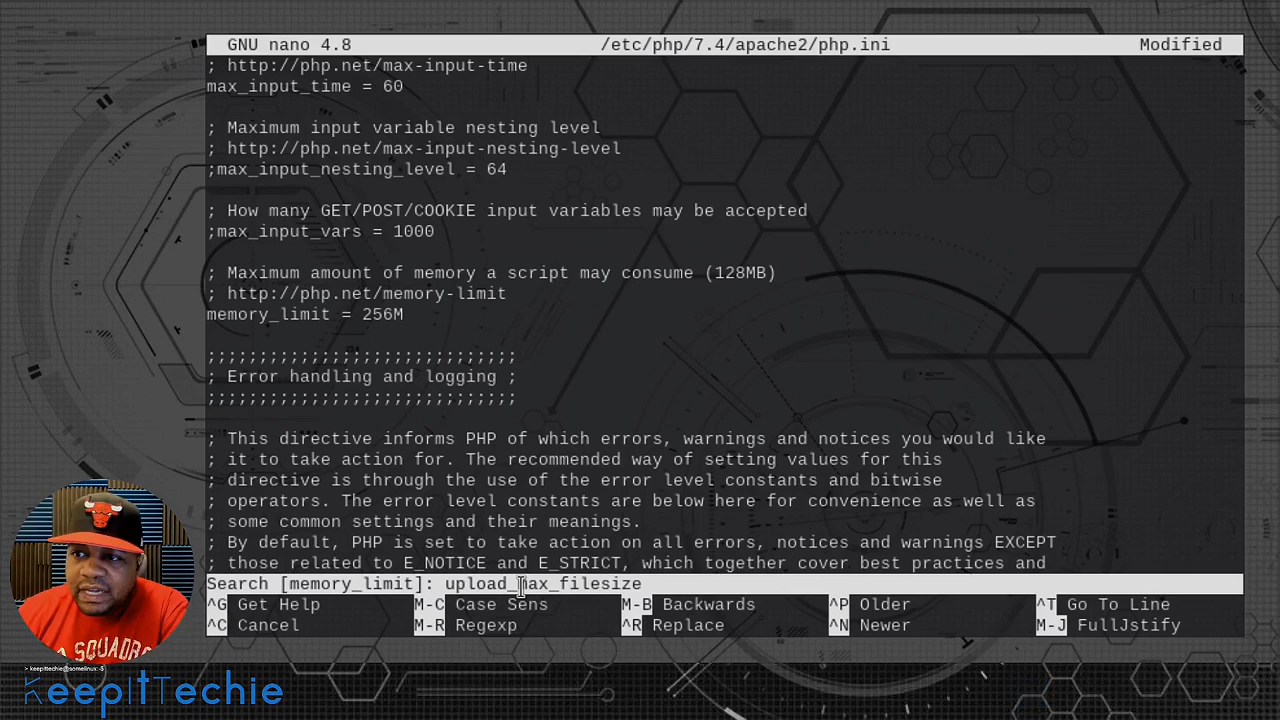 GNU nano 4.8 /etc/php/7.4/apache2/php.ini Modified
; http://php.net/max-input-time
max_input_time = 60
; Maximum input variable nesting level
; http://php.net/max-input-nesting-level
;max_input_nesting_level = 64
; How many GET/POST/COOKIE input variables may be accepted
;max_input_vars = 1000
; Maximum amount of memory a script may consume (128MB)
; http://php.net/memory-limit
memory_limit = 256M
;;;;;;;;;;;;;;;;;;;;;;;;;;;;;;
; Error handling and logging ;
;;;;;;;;;;;;;;;;;;;;;;;;;;;;;;
; This directive informs PHP of which errors, warnings and notices you would like
; it to take action for. The recommended way of setting values for this
; directive is through the use of the error level constants and bitwise
; operators. The error level constants are below here for convenience as well as
; some common settings and their meanings.
; By default, PHP is set to take action on all errors, notices and warnings EXCEPT
; those related to E_NOTICE and E_STRICT, which together cover best practices and
Search [memory_limit]: upload_max_filesize
^G Get Help M-C Case Sens M-B Backwards ^P Older ^T Go To Line
^C Cancel M-R Regexp ^R Replace ^N Newer M-J FullJstify
> keepittechie@somelinux:~$
KeepItTechie